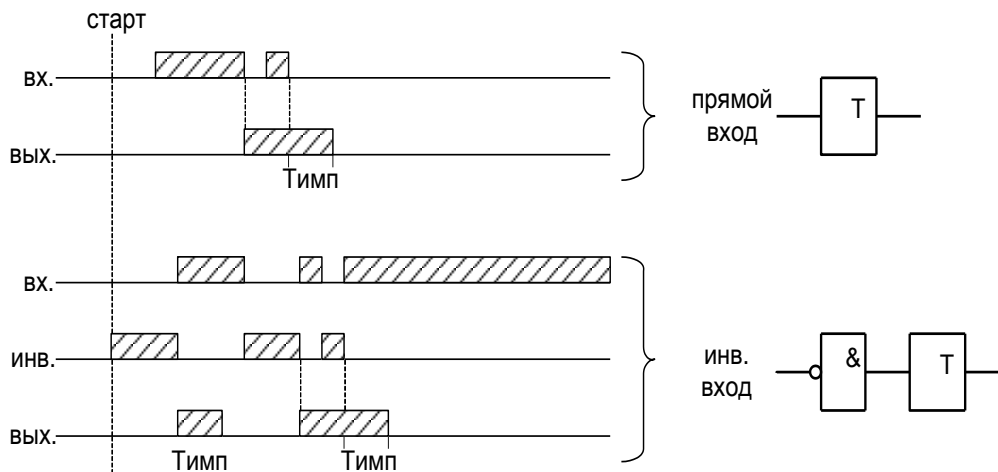 старт
вх.
вых.
Тимп
прямой
вход
Т
вх.
инв.
вых.
Тимп
Тимп
инв.
вход
&
Т